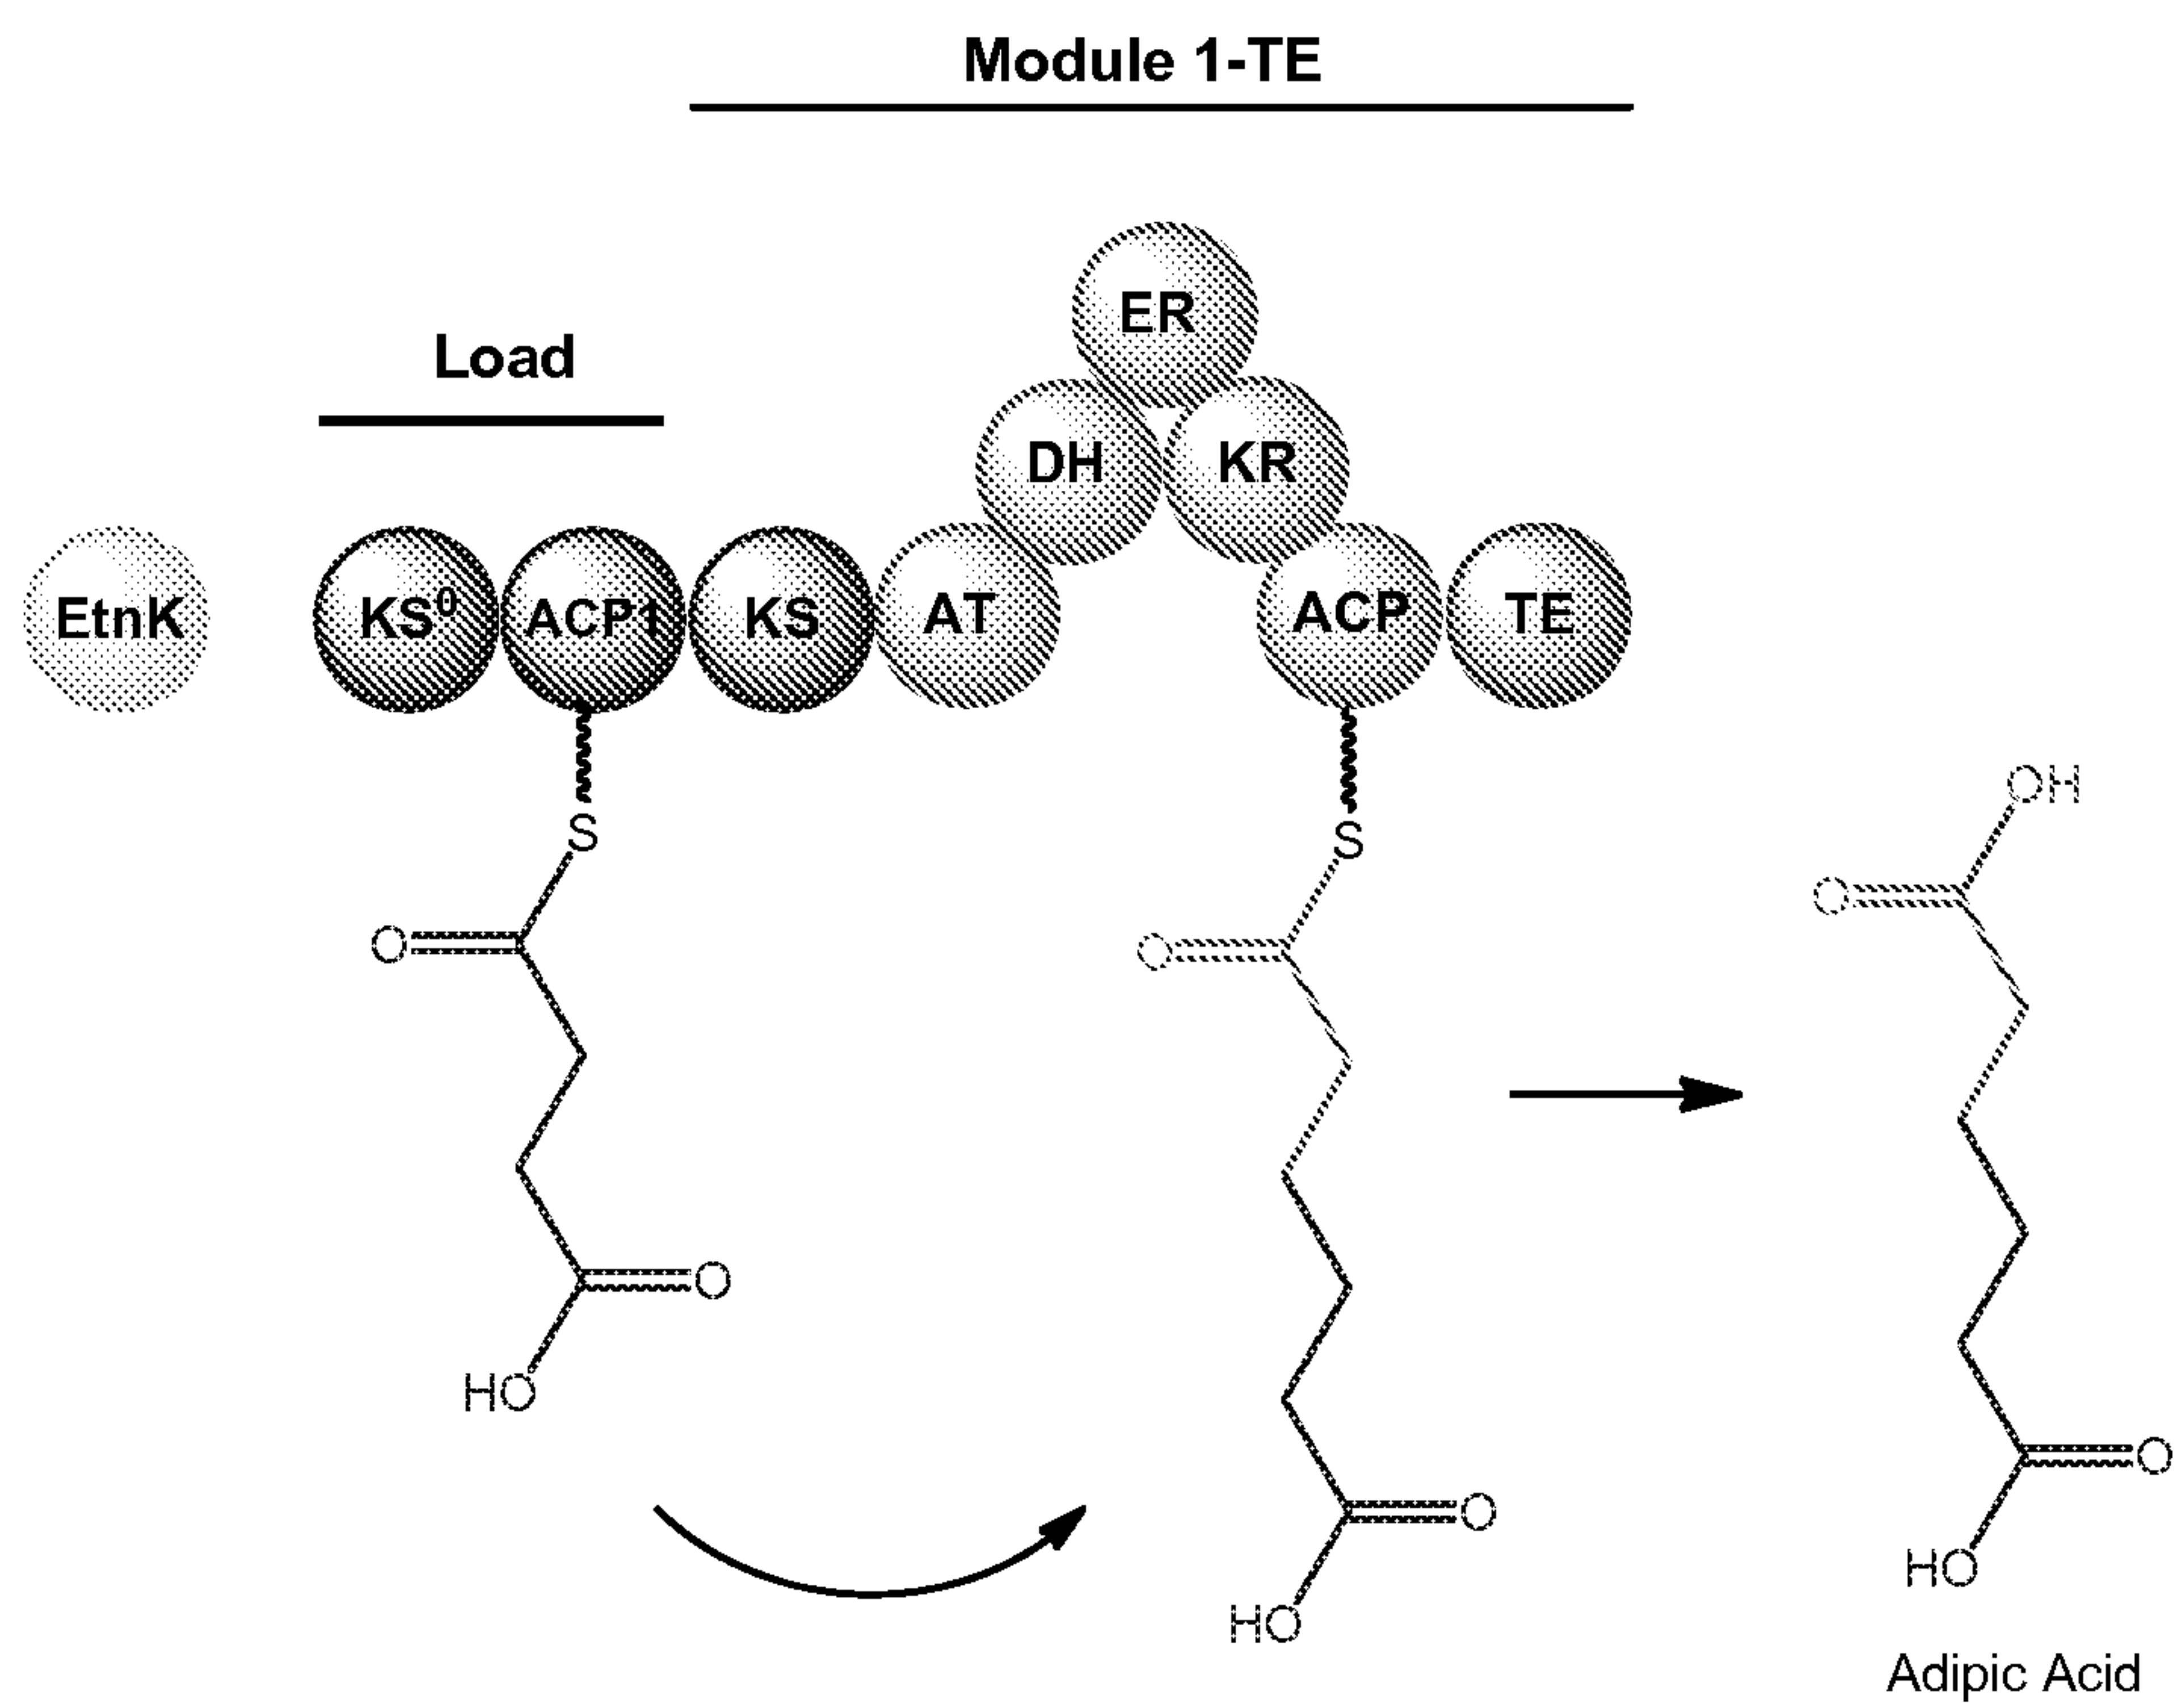 Module 1-TE
Load
ER
DH
KR
EtnK
KS⁰
ACP1
KS
AT
ACP
TE
S
O
O
HO
S
O
O
HO
OH
O
O
HO
Adipic Acid